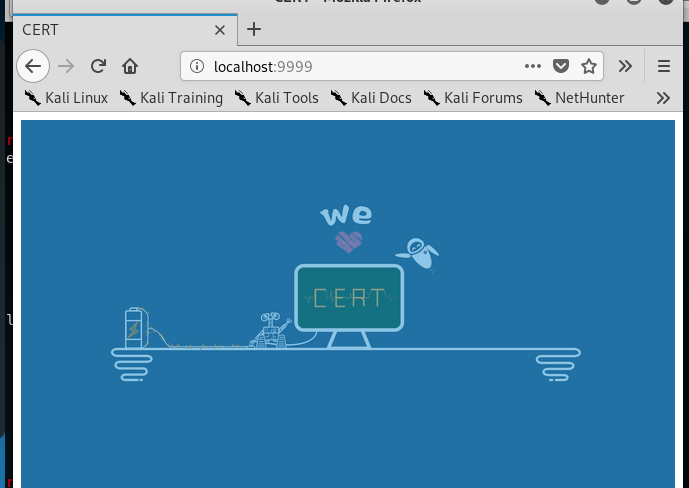 CERT - Mozilla Firefox
CERT
localhost:9999
Kali Linux Kali Training Kali Tools Kali Docs Kali Forums NetHunter
we
CERT